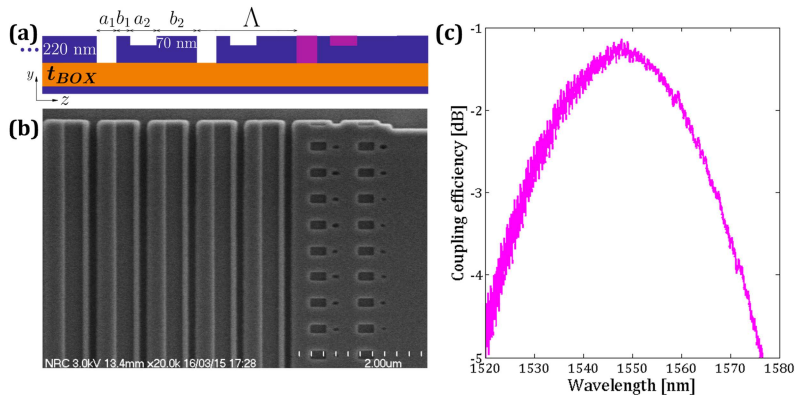 (a)
a₁ b₁ a₂ b₂ Λ
220 nm 70 nm
t_BOX
y
z
(b)
NRC 3.0kV 13.4mm x20.0k 16/03/15 17:28 2.00um
(c)
Coupling efficiency [dB]
-1
-2
-3
-4
-5
1520 1530 1540 1550 1560 1570 1580
Wavelength [nm]